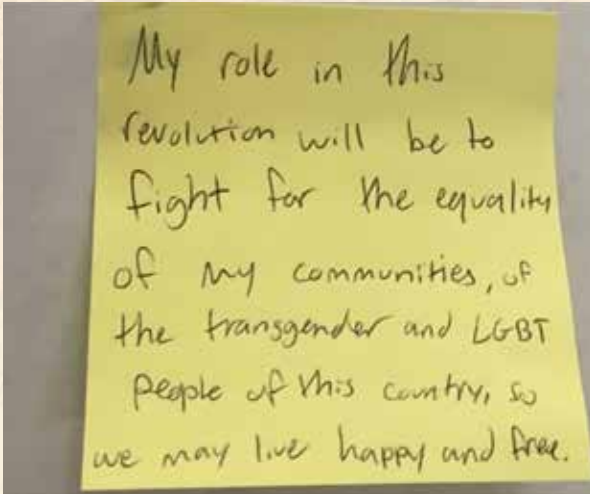 My role in this
revolution will be to
fight for the equality
of my communities, of
the transgender and LGBT
people of this country, so
we may live happy and free.